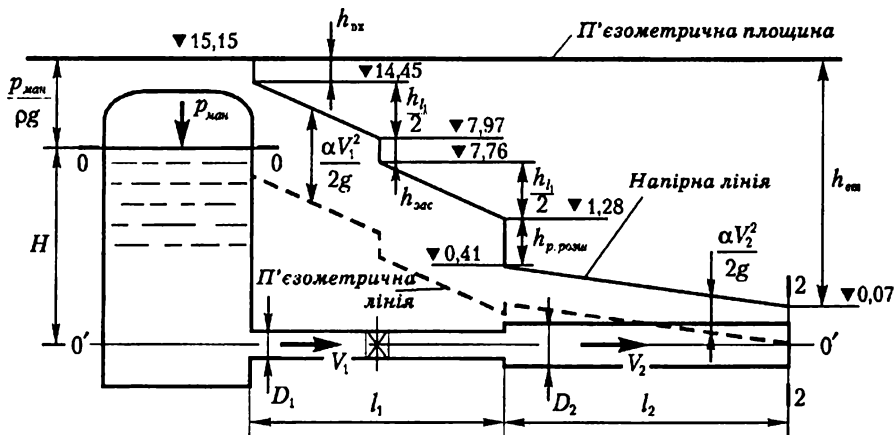 h_вх
▼15,15
П'єзометрична площина
▼14,45
p_ман
ρg
p_ман
h_l₁
2
▼7,97
▼7,76
0 0
αV₁²
2g
h_зас
h_l₁
2
Напірна лінія
▼1,28
h_р.розш
H
▼0,41
αV₂²
2g
П'єзометрична
лінія
2
▼0,07
0' V₁ V₂ 0'
D₁ l₁ D₂ l₂ 2